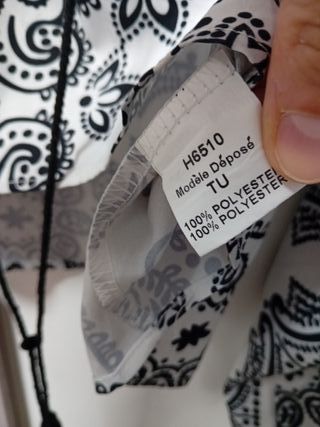 H6510
Modèle Déposé
TU
100% POLYESTER
100% POLYESTER